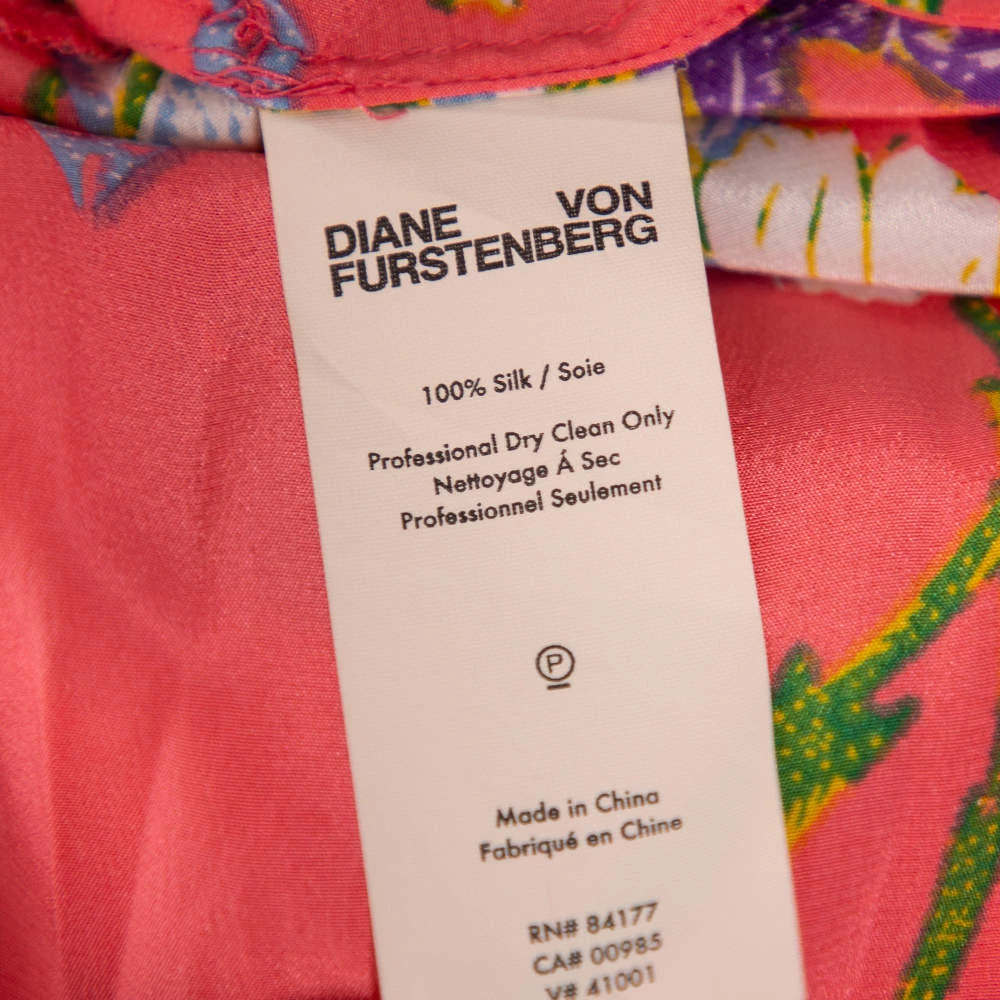 DIANE VON
FURSTENBERG
100% Silk / Soie
Professional Dry Clean Only
Nettoyage Á Sec
Professionnel Seulement
P
Made in China
Fabriqué en Chine
RN# 84177
CA# 00985
V# 41001